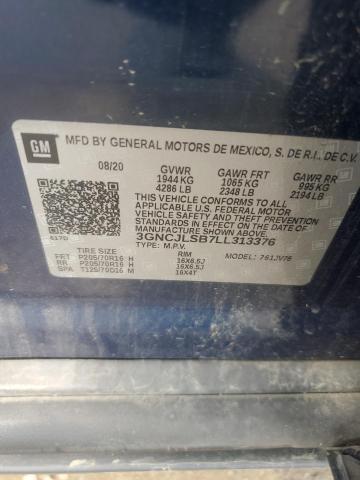 GM
MFD BY GENERAL MOTORS DE MEXICO, S. DE R.L. DE C.V.
08/20 GVWR GAWR FRT GAWR RR
1944 KG 1065 KG 995 KG
4286 LB 2348 LB 2194 LB
THIS VEHICLE CONFORMS TO ALL APPLICABLE
U.S. FEDERAL MOTOR VEHICLE SAFETY AND
THEFT PREVENTION STANDARDS IN EFFECT ON
THE DATE OF MANUFACTURE SHOWN ABOVE.
3GNCJLSB7LL313376
TYPE: M.P.V. MODEL: 761JV76
TIRE SIZE RIM
FRT P205/70R16 H 16X6.5J
RR P205/70R16 H 16X6.5J
SPA T125/70D16 M 16X4T